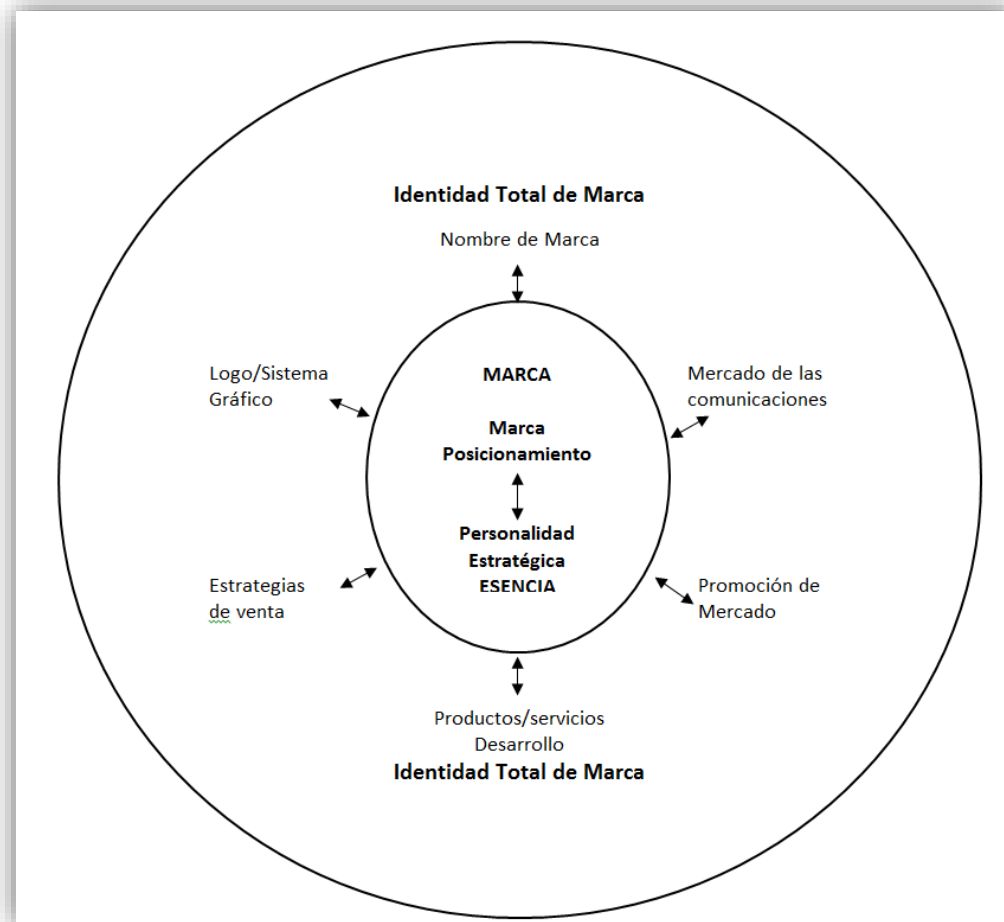 Identidad Total de Marca
Nombre de Marca
Logo/Sistema
Gráfico
MARCA
Marca
Posicionamiento
Personalidad
Estratégica
ESENCIA
Mercado de las
comunicaciones
Estrategias
de venta
Promoción de
Mercado
Productos/servicios
Desarrollo
Identidad Total de Marca